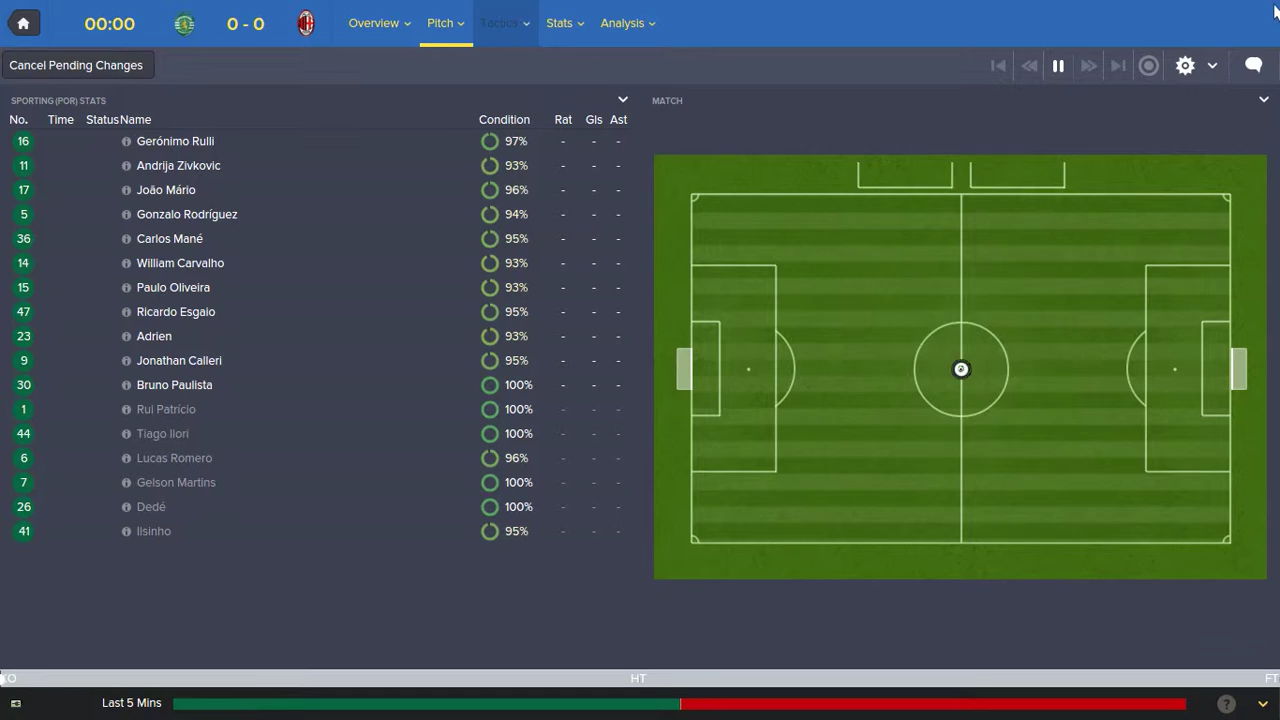 00:00 0 - 0 Overview Pitch Tactics Stats Analysis
Cancel Pending Changes
SPORTING (POR) STATS MATCH
No. Time Status Name Condition Rat Gls Ast
16 Gerónimo Rulli 97% - - -
11 Andrija Zivkovic 93% - - -
17 João Mário 96% - - -
5 Gonzalo Rodríguez 94% - - -
36 Carlos Mané 95% - - -
14 William Carvalho 93% - - -
15 Paulo Oliveira 93% - - -
47 Ricardo Esgaio 95% - - -
23 Adrien 93% - - -
9 Jonathan Calleri 95% - - -
30 Bruno Paulista 100% - - -
1 Rui Patrício 100% - - -
44 Tiago Ilori 100% - - -
6 Lucas Romero 96% - - -
7 Gelson Martins 100% - - -
26 Dedé 100% - - -
41 Ilsinho 95% - - -
KO HT FT
Last 5 Mins ?